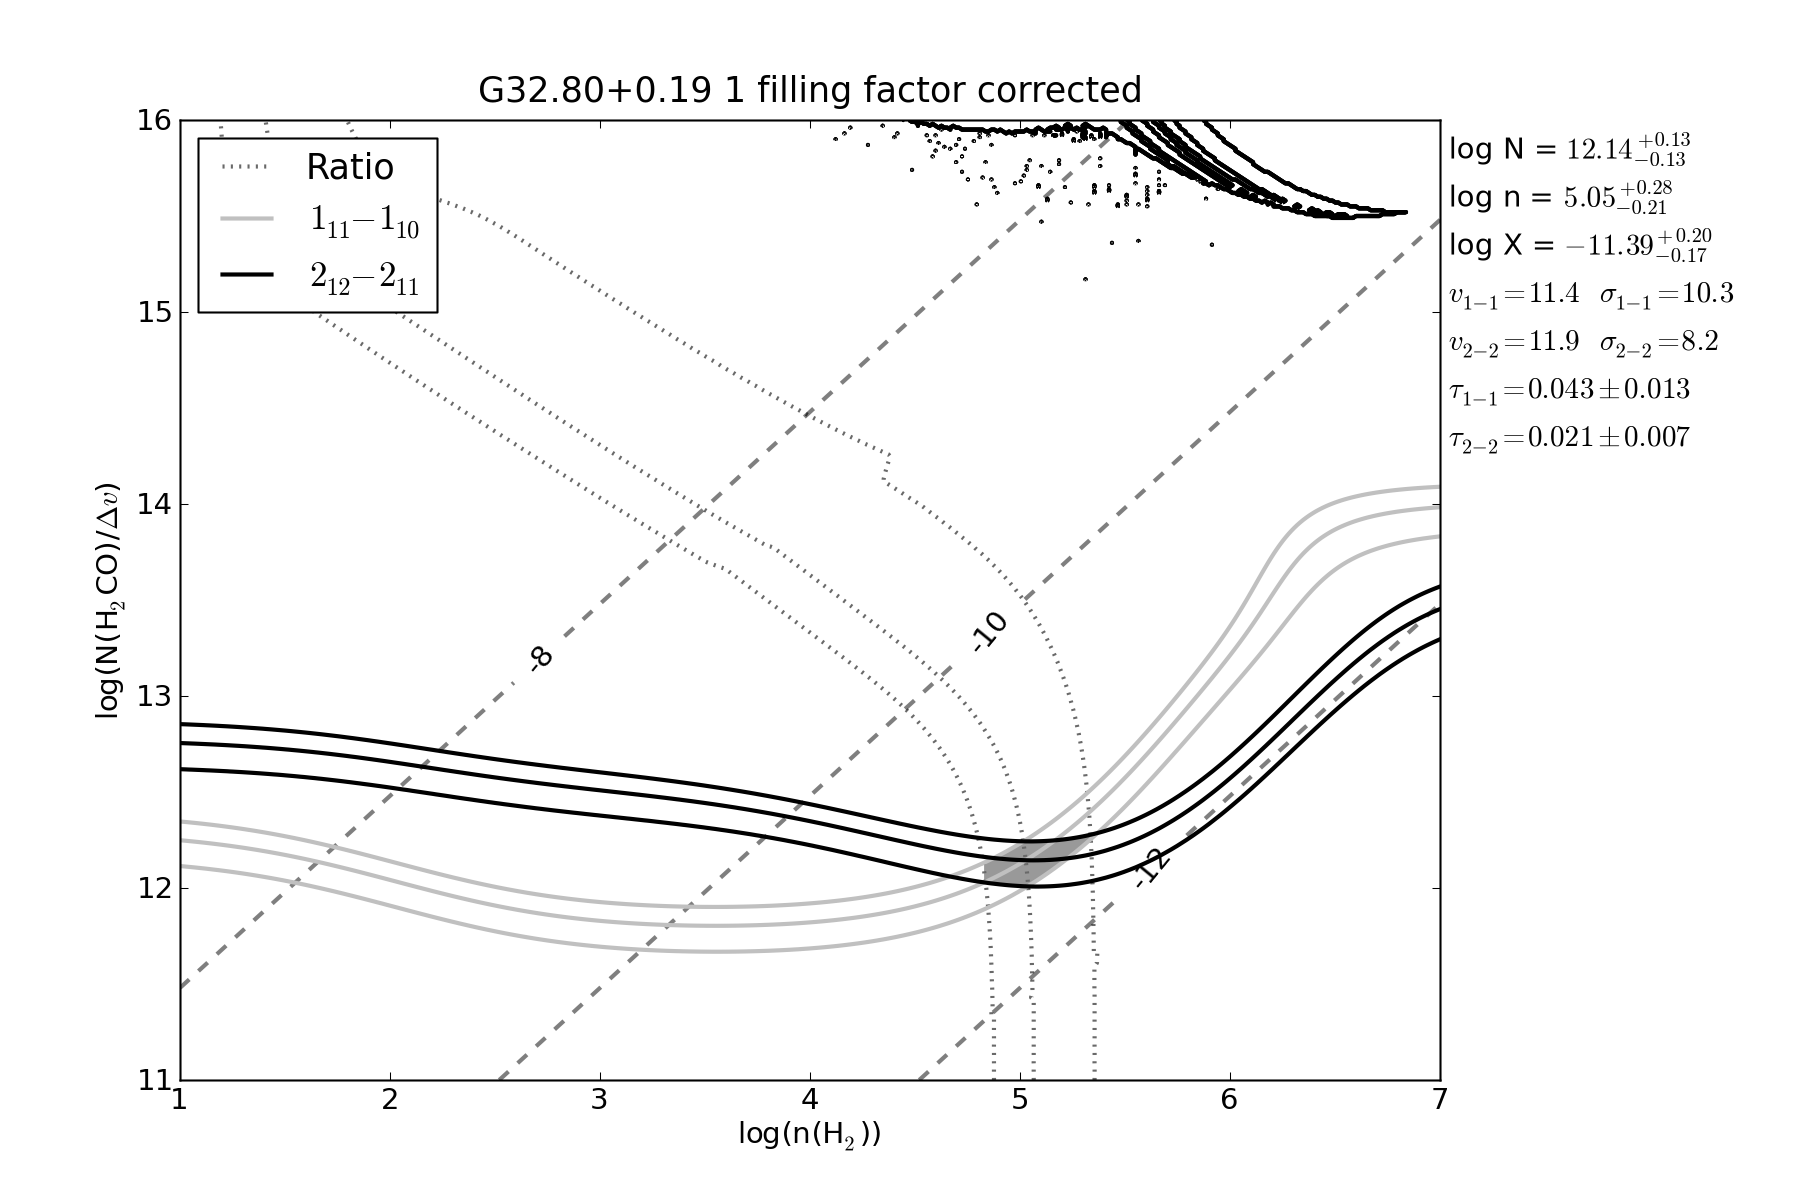 G32.80+0.19 1 filling factor corrected
16
15
14
13
12
11
log(N(H₂CO)/Δv)
Ratio
1₁₁−1₁₀
2₁₂−2₁₁
-8
-10
-12
1 2 3 4 5 6 7
log(n(H₂))
log N = 12.14 +0.13 −0.13
log n = 5.05 +0.28 −0.21
log X = −11.39 +0.20 −0.17
v₁₋₁=11.4 σ₁₋₁=10.3
v₂₋₂=11.9 σ₂₋₂=8.2
τ₁₋₁=0.043±0.013
τ₂₋₂=0.021±0.007